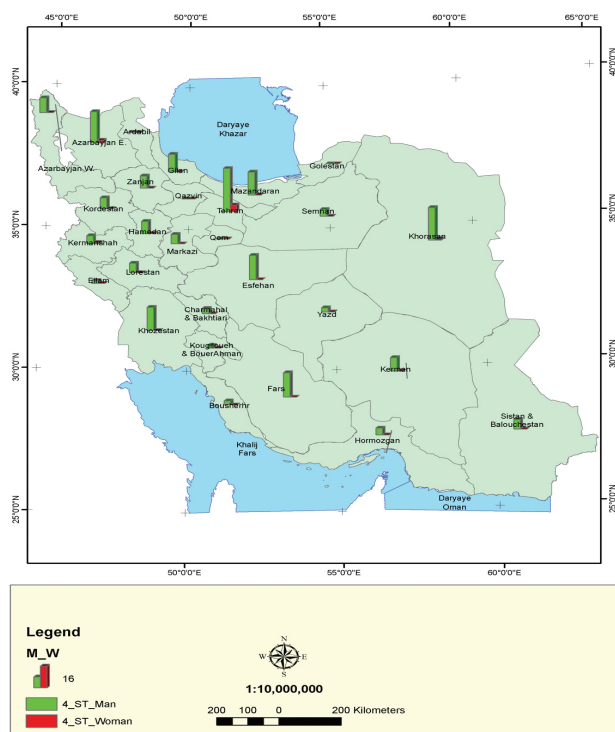 45°0'0"E 50°0'0"E 55°0'0"E 60°0'0"E 65°0'0"E
40°0'0"N 40°0'0"N
Daryaye
Khazar
Ardabil
Azarbayjan E.
Azarbayjan W.
Gilan
Golestan
Zanjan
Mazandaran
Qazvin
Tahran
Kordestan
Semnan
35°0'0"N 35°0'0"N
Khorasan
Hamedan
Qom
Kermanshah
Markazi
Lorestan
Eilam
Esfehan
Charmahal
& Bakhtiari
Yazd
Khozestan
& BouerAhman
30°0'0"N 30°0'0"N
Kerman
Fars
Boushehr
Sistan &
Balouchestan
Hormozgan
Khalij
Fars
Daryaye
Oman
25°0'0"N 25°0'0"N
50°0'0"E 55°0'0"E 60°0'0"E
Legend
M_W
16
4_ST_Man
4_ST_Woman
N
W E
S
1:10,000,000
200 100 0 200 Kilometers